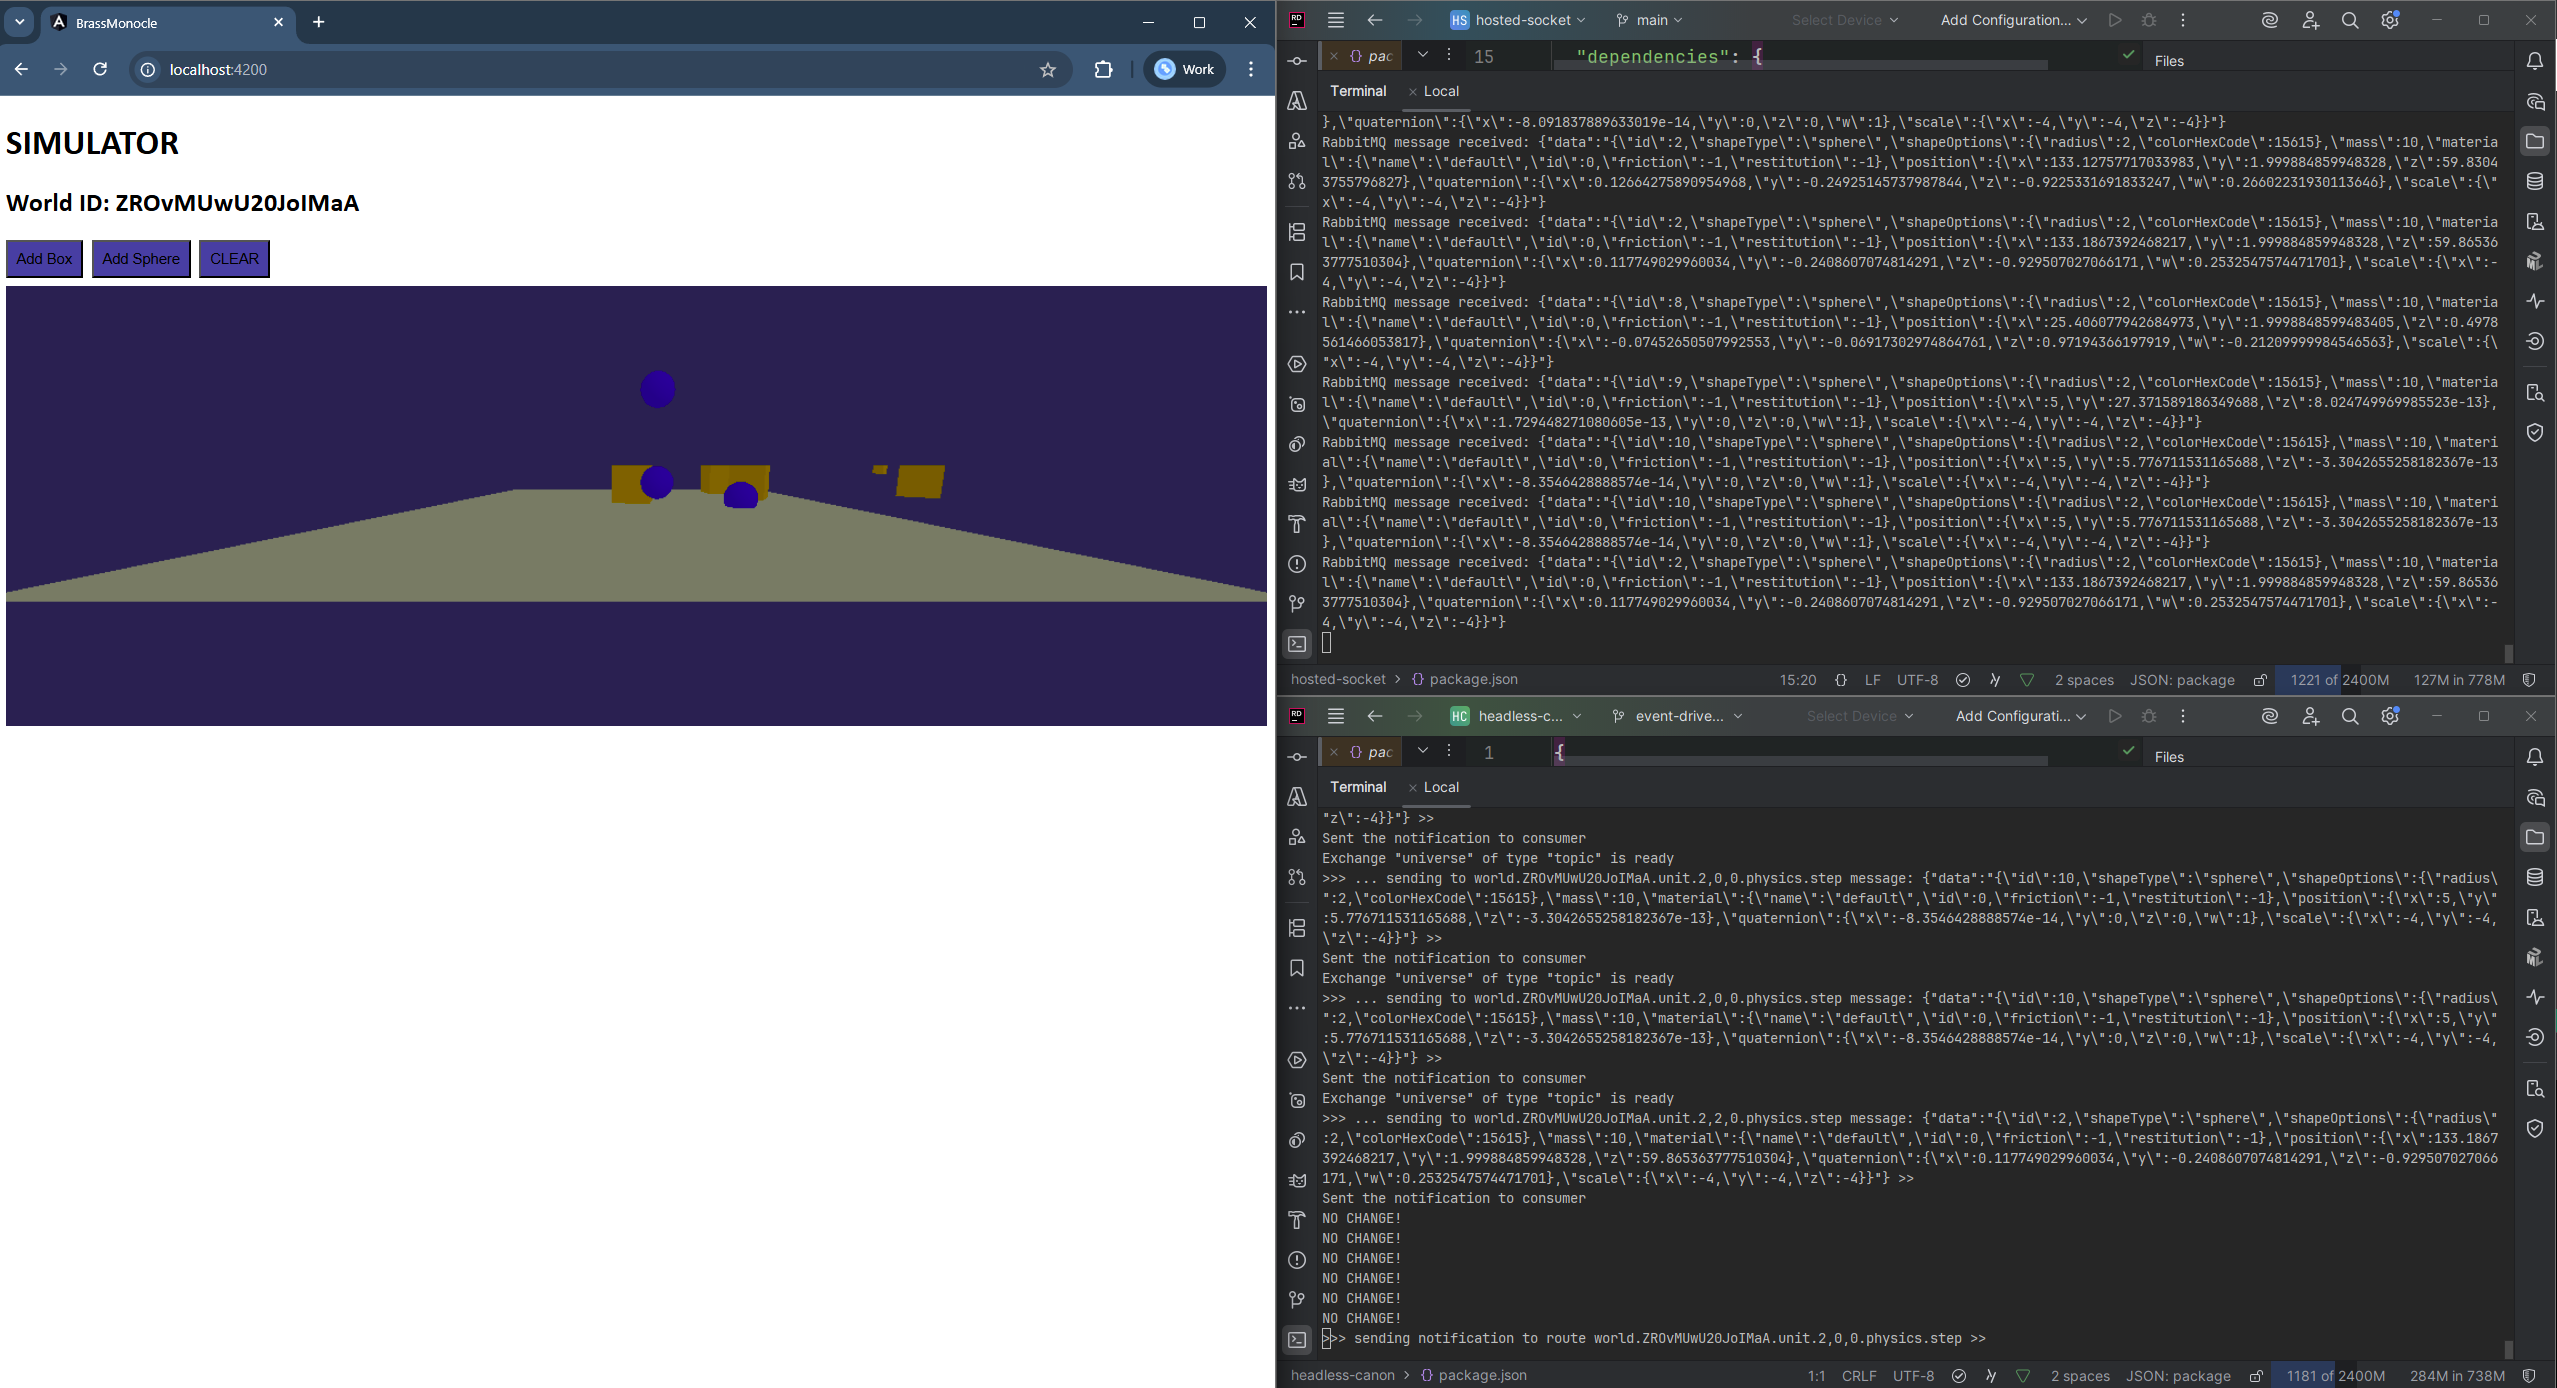 BrassMonocle
localhost:4200
Work
SIMULATOR
World ID: ZROvMUwU20JoIMaA
Add Box
Add Sphere
CLEAR
RD
HS
hosted-socket
main
Select Device
Add Configuration...
{} pac
15
"dependencies": {
Files
Terminal
Local
},\"quaternion\":{\"x\":-8.091837889633019e-14,\"y\":0,\"z\":0,\"w\":1},\"scale\":{\"x\":-4,\"y\":-4,\"z\":-4}}"}
RabbitMQ message received: {"data":"{\"id\":2,\"shapeType\":\"sphere\",\"shapeOptions\":{\"radius\":2,\"colorHexCode\":15615},\"mass\":10,\"materia
l\":{\"name\":\"default\",\"id\":0,\"friction\":-1,\"restitution\":-1},\"position\":{\"x\":133.12757717033983,\"y\":1.999884859948328,\"z\":59.8304
3755796827},\"quaternion\":{\"x\":0.12664275890954968,\"y\":-0.24925145737987844,\"z\":-0.9225331691833247,\"w\":0.26602231930113646},\"scale\":{\"
x\":-4,\"y\":-4,\"z\":-4}}"}
RabbitMQ message received: {"data":"{\"id\":2,\"shapeType\":\"sphere\",\"shapeOptions\":{\"radius\":2,\"colorHexCode\":15615},\"mass\":10,\"materia
l\":{\"name\":\"default\",\"id\":0,\"friction\":-1,\"restitution\":-1},\"position\":{\"x\":133.1867392468217,\"y\":1.999884859948328,\"z\":59.86536
3777510304},\"quaternion\":{\"x\":0.117749029960034,\"y\":-0.2408607074814291,\"z\":-0.929507027066171,\"w\":0.2532547574471701},\"scale\":{\"x\":-
4,\"y\":-4,\"z\":-4}}"}
RabbitMQ message received: {"data":"{\"id\":8,\"shapeType\":\"sphere\",\"shapeOptions\":{\"radius\":2,\"colorHexCode\":15615},\"mass\":10,\"materia
l\":{\"name\":\"default\",\"id\":0,\"friction\":-1,\"restitution\":-1},\"position\":{\"x\":25.406077942684973,\"y\":1.9998848599483405,\"z\":0.4978
561466053817},\"quaternion\":{\"x\":-0.07452650507992553,\"y\":-0.06917302974864761,\"z\":0.97194366197919,\"w\":-0.21209999984546563},\"scale\":{\
"x\":-4,\"y\":-4,\"z\":-4}}"}
RabbitMQ message received: {"data":"{\"id\":9,\"shapeType\":\"sphere\",\"shapeOptions\":{\"radius\":2,\"colorHexCode\":15615},\"mass\":10,\"materia
l\":{\"name\":\"default\",\"id\":0,\"friction\":-1,\"restitution\":-1},\"position\":{\"x\":5,\"y\":27.371589186349688,\"z\":8.024749969985523e-13},
\"quaternion\":{\"x\":1.729448271080605e-13,\"y\":0,\"z\":0,\"w\":1},\"scale\":{\"x\":-4,\"y\":-4,\"z\":-4}}"}
RabbitMQ message received: {"data":"{\"id\":10,\"shapeType\":\"sphere\",\"shapeOptions\":{\"radius\":2,\"colorHexCode\":15615},\"mass\":10,\"materi
al\":{\"name\":\"default\",\"id\":0,\"friction\":-1,\"restitution\":-1},\"position\":{\"x\":5,\"y\":5.776711531165688,\"z\":-3.3042655258182367e-13
},\"quaternion\":{\"x\":-8.3546428888574e-14,\"y\":0,\"z\":0,\"w\":1},\"scale\":{\"x\":-4,\"y\":-4,\"z\":-4}}"}
RabbitMQ message received: {"data":"{\"id\":10,\"shapeType\":\"sphere\",\"shapeOptions\":{\"radius\":2,\"colorHexCode\":15615},\"mass\":10,\"materi
al\":{\"name\":\"default\",\"id\":0,\"friction\":-1,\"restitution\":-1},\"position\":{\"x\":5,\"y\":5.776711531165688,\"z\":-3.3042655258182367e-13
},\"quaternion\":{\"x\":-8.3546428888574e-14,\"y\":0,\"z\":0,\"w\":1},\"scale\":{\"x\":-4,\"y\":-4,\"z\":-4}}"}
RabbitMQ message received: {"data":"{\"id\":2,\"shapeType\":\"sphere\",\"shapeOptions\":{\"radius\":2,\"colorHexCode\":15615},\"mass\":10,\"materia
l\":{\"name\":\"default\",\"id\":0,\"friction\":-1,\"restitution\":-1},\"position\":{\"x\":133.1867392468217,\"y\":1.999884859948328,\"z\":59.86536
3777510304},\"quaternion\":{\"x\":0.117749029960034,\"y\":-0.2408607074814291,\"z\":-0.929507027066171,\"w\":0.2532547574471701},\"scale\":{\"x\":-
4,\"y\":-4,\"z\":-4}}"}
hosted-socket > {} package.json
15:20 {} LF UTF-8 2 spaces JSON: package 1221 of 2400M 127M in 778M
RD
HC
headless-c...
event-drive...
Select Device
Add Configurati...
{} pac
1
{
Files
Terminal
Local
"z\":-4}}"} >>
Sent the notification to consumer
Exchange "universe" of type "topic" is ready
>>> ... sending to world.ZROvMUwU20JoIMaA.unit.2,0,0.physics.step message: {"data":"{\"id\":10,\"shapeType\":\"sphere\",\"shapeOptions\":{\"radius\
":2,\"colorHexCode\":15615},\"mass\":10,\"material\":{\"name\":\"default\",\"id\":0,\"friction\":-1,\"restitution\":-1},\"position\":{\"x\":5,\"y\"
:5.776711531165688,\"z\":-3.3042655258182367e-13},\"quaternion\":{\"x\":-8.3546428888574e-14,\"y\":0,\"z\":0,\"w\":1},\"scale\":{\"x\":-4,\"y\":-4,
\"z\":-4}}"} >>
Sent the notification to consumer
Exchange "universe" of type "topic" is ready
>>> ... sending to world.ZROvMUwU20JoIMaA.unit.2,0,0.physics.step message: {"data":"{\"id\":10,\"shapeType\":\"sphere\",\"shapeOptions\":{\"radius\
":2,\"colorHexCode\":15615},\"mass\":10,\"material\":{\"name\":\"default\",\"id\":0,\"friction\":-1,\"restitution\":-1},\"position\":{\"x\":5,\"y\"
:5.776711531165688,\"z\":-3.3042655258182367e-13},\"quaternion\":{\"x\":-8.3546428888574e-14,\"y\":0,\"z\":0,\"w\":1},\"scale\":{\"x\":-4,\"y\":-4,
\"z\":-4}}"} >>
Sent the notification to consumer
Exchange "universe" of type "topic" is ready
>>> ... sending to world.ZROvMUwU20JoIMaA.unit.2,2,0.physics.step message: {"data":"{\"id\":2,\"shapeType\":\"sphere\",\"shapeOptions\":{\"radius\"
:2,\"colorHexCode\":15615},\"mass\":10,\"material\":{\"name\":\"default\",\"id\":0,\"friction\":-1,\"restitution\":-1},\"position\":{\"x\":133.1867
392468217,\"y\":1.999884859948328,\"z\":59.865363777510304},\"quaternion\":{\"x\":0.117749029960034,\"y\":-0.2408607074814291,\"z\":-0.929507027066
171,\"w\":0.2532547574471701},\"scale\":{\"x\":-4,\"y\":-4,\"z\":-4}}"} >>
Sent the notification to consumer
NO CHANGE!
NO CHANGE!
NO CHANGE!
NO CHANGE!
NO CHANGE!
NO CHANGE!
>>> sending notification to route world.ZROvMUwU20JoIMaA.unit.2,0,0.physics.step >>
headless-canon > {} package.json
1:1 CRLF UTF-8 2 spaces JSON: package 1181 of 2400M 284M in 738M